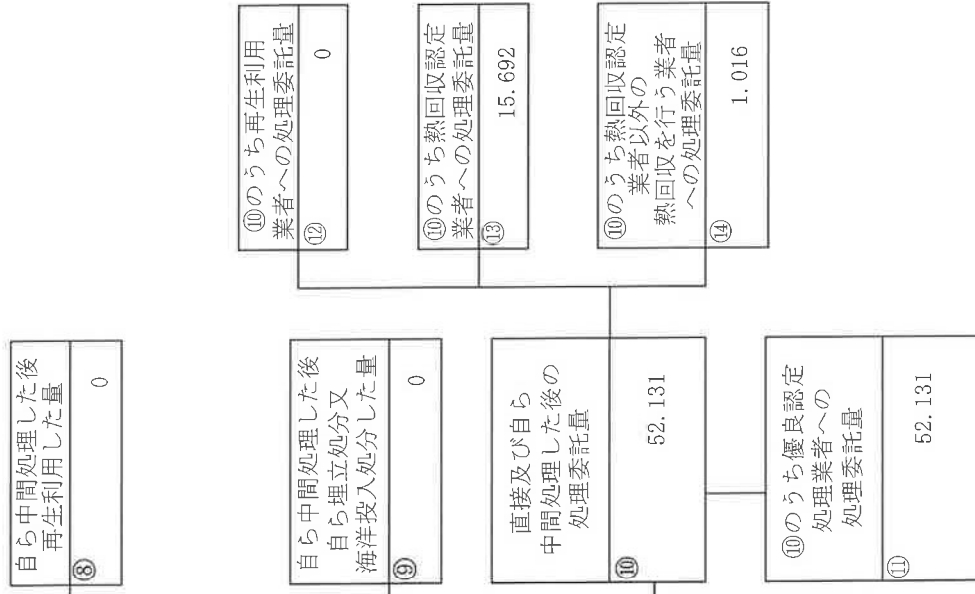 自ら中間処理した後
再生利用した量
⑧
0
自ら中間処理した後
自ら埋立処分又
海洋投入処分した量
⑨
0
直接及び自ら
中間処理した後の
処理委託量
⑩
52.131
⑩のうち優良認定
処理業者への
処理委託量
⑪
52.131
⑩のうち再生利用
業者への処理委託量
⑫
0
⑩のうち熱回収認定
業者への処理委託量
⑬
15.692
⑩のうち熱回収認定
業者以外の
熱回収を行う業者
への処理委託量
⑭
1.016